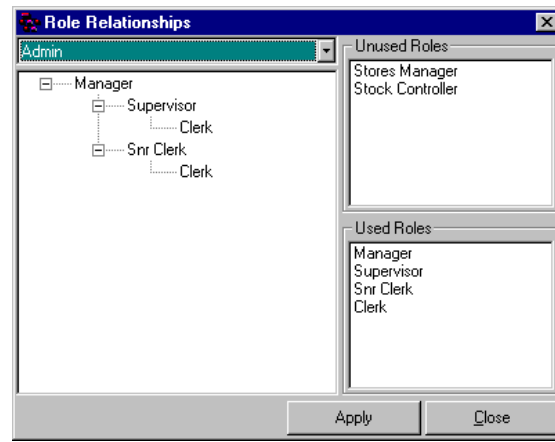 Role Relationships
Admin
Manager
Supervisor
Clerk
Snr Clerk
Clerk
Unused Roles
Stores Manager
Stock Controller
Used Roles
Manager
Supervisor
Snr Clerk
Clerk
Apply
Close